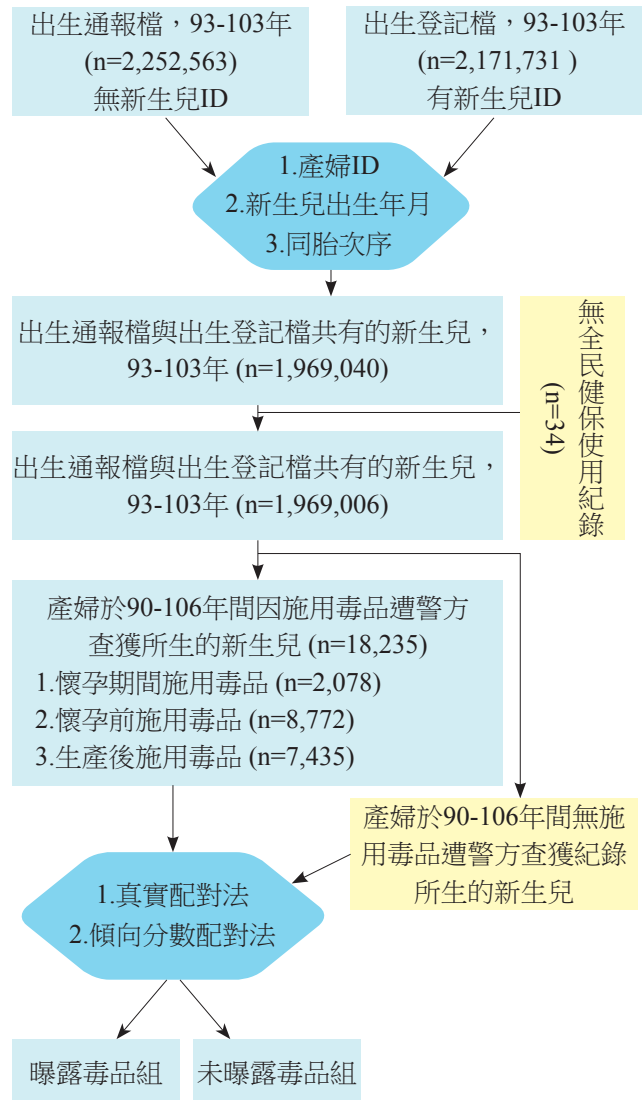 出生通報檔，93-103年
(n=2,252,563)
無新生兒ID
出生登記檔，93-103年
(n=2,171,731 )
有新生兒ID
1.產婦ID
2.新生兒出生年月
3.同胎次序
出生通報檔與出生登記檔共有的新生兒，
93-103年 (n=1,969,040)
無全民健保使用紀錄
(n=34)
出生通報檔與出生登記檔共有的新生兒，
93-103年 (n=1,969,006)
產婦於90-106年間因施用毒品遭警方
查獲所生的新生兒 (n=18,235)
1.懷孕期間施用毒品 (n=2,078)
2.懷孕前施用毒品 (n=8,772)
3.生產後施用毒品 (n=7,435)
產婦於90-106年間無施
用毒品遭警方查獲紀錄
所生的新生兒
1.真實配對法
2.傾向分數配對法
曝露毒品組
未曝露毒品組